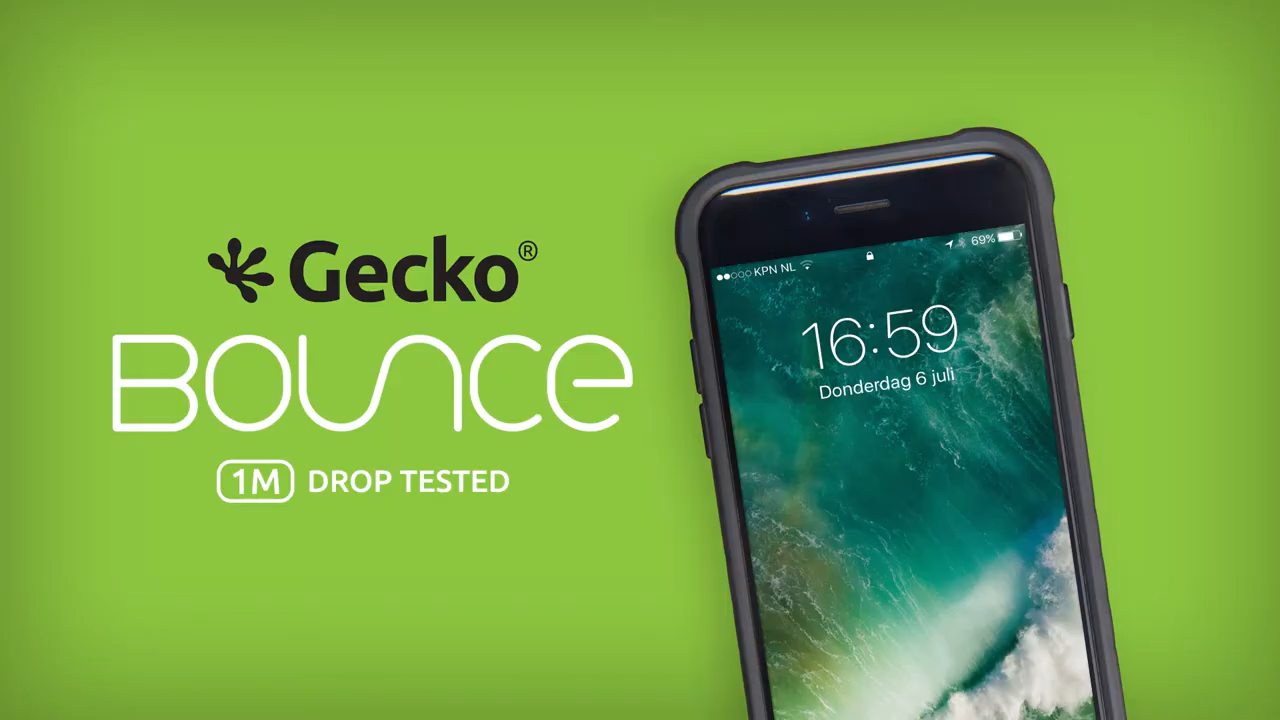 Gecko®
BOUNCE
1M DROP TESTED
KPN NL
69%
16:59
Donderdag 6 juli